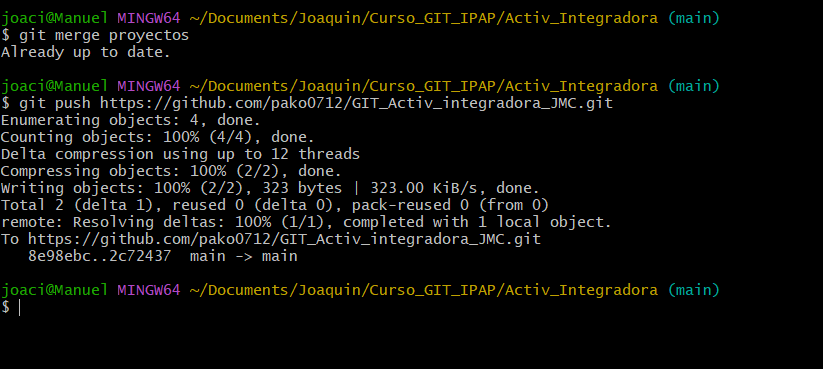 joaci@Manuel MINGW64 ~/Documents/Joaquin/Curso_GIT_IPAP/Activ_Integradora (main)
$ git merge proyectos
Already up to date.
joaci@Manuel MINGW64 ~/Documents/Joaquin/Curso_GIT_IPAP/Activ_Integradora (main)
$ git push https://github.com/pako0712/GIT_Activ_integradora_JMC.git
Enumerating objects: 4, done.
Counting objects: 100% (4/4), done.
Delta compression using up to 12 threads
Compressing objects: 100% (2/2), done.
Writing objects: 100% (2/2), 323 bytes | 323.00 KiB/s, done.
Total 2 (delta 1), reused 0 (delta 0), pack-reused 0 (from 0)
remote: Resolving deltas: 100% (1/1), completed with 1 local object.
To https://github.com/pako0712/GIT_Activ_integradora_JMC.git
   8e98ebc..2c72437  main -> main
joaci@Manuel MINGW64 ~/Documents/Joaquin/Curso_GIT_IPAP/Activ_Integradora (main)
$